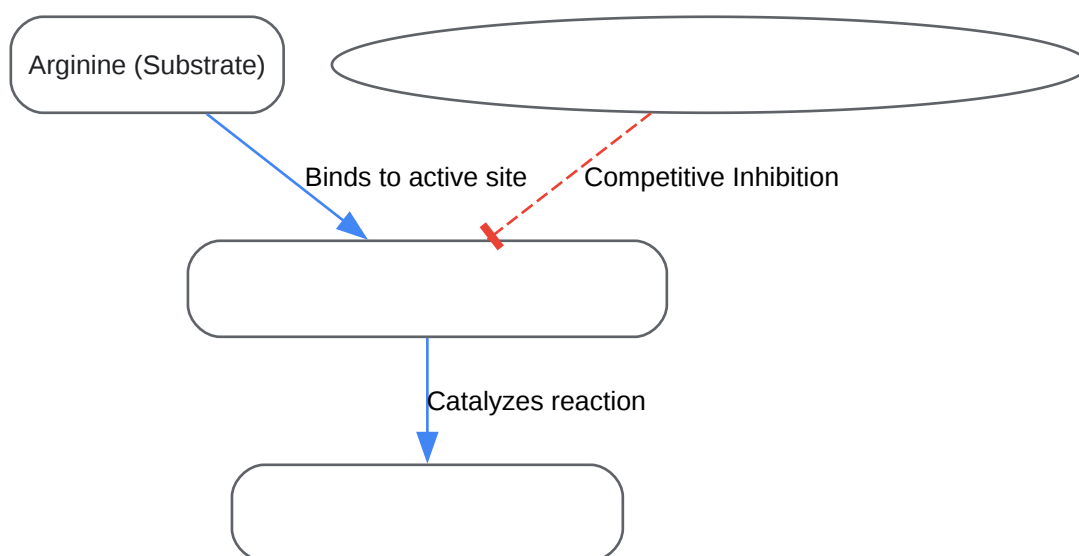 Arginine (Substrate)
Binds to active site
Competitive Inhibition
Catalyzes reaction